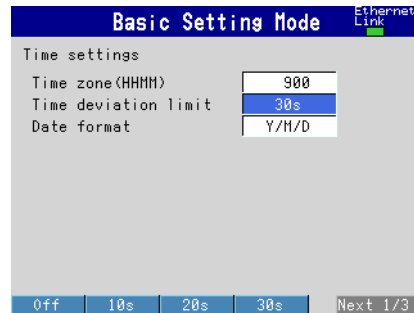 Basic Setting Mode
Ethernet
Link
Time settings
Time zone(HHMM) 900
Time deviation limit 30s
Date format Y/M/D
Off 10s 20s 30s Next 1/3